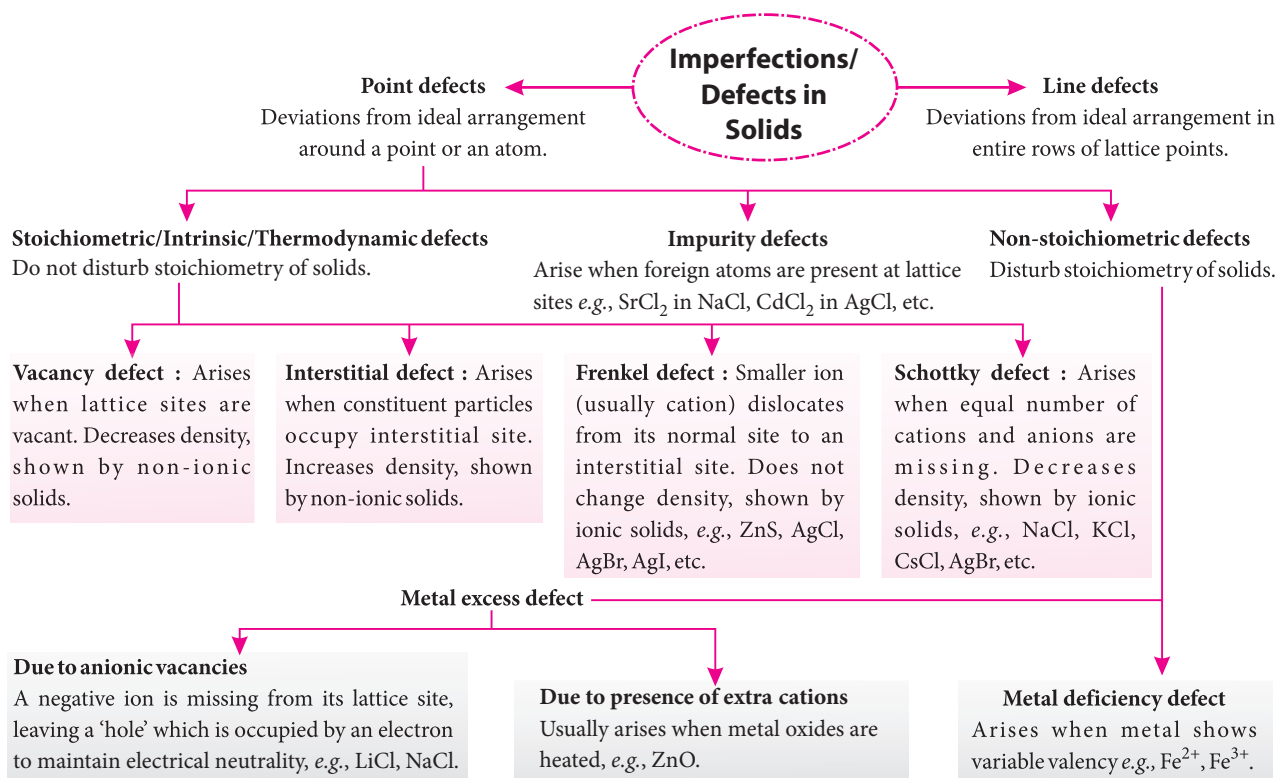 Imperfections/
Defects in
Solids
Point defects
Deviations from ideal arrangement
around a point or an atom.
Line defects
Deviations from ideal arrangement in
entire rows of lattice points.
Stoichiometric/Intrinsic/Thermodynamic defects
Do not disturb stoichiometry of solids.
Impurity defects
Arise when foreign atoms are present at lattice
sites e.g., SrCl₂ in NaCl, CdCl₂ in AgCl, etc.
Non-stoichiometric defects
Disturb stoichiometry of solids.
Vacancy defect : Arises
when lattice sites are
vacant. Decreases density,
shown by non-ionic
solids.
Interstitial defect : Arises
when constituent particles
occupy interstitial site.
Increases density, shown
by non-ionic solids.
Frenkel defect : Smaller ion
(usually cation) dislocates
from its normal site to an
interstitial site. Does not
change density, shown by
ionic solids, e.g., ZnS, AgCl,
AgBr, AgI, etc.
Schottky defect : Arises
when equal number of
cations and anions are
missing. Decreases
density, shown by ionic
solids, e.g., NaCl, KCl,
CsCl, AgBr, etc.
Metal excess defect
Due to anionic vacancies
A negative ion is missing from its lattice site,
leaving a ‘hole’ which is occupied by an electron
to maintain electrical neutrality, e.g., LiCl, NaCl.
Due to presence of extra cations
Usually arises when metal oxides are
heated, e.g., ZnO.
Metal deficiency defect
Arises when metal shows
variable valency e.g., Fe²⁺, Fe³⁺.